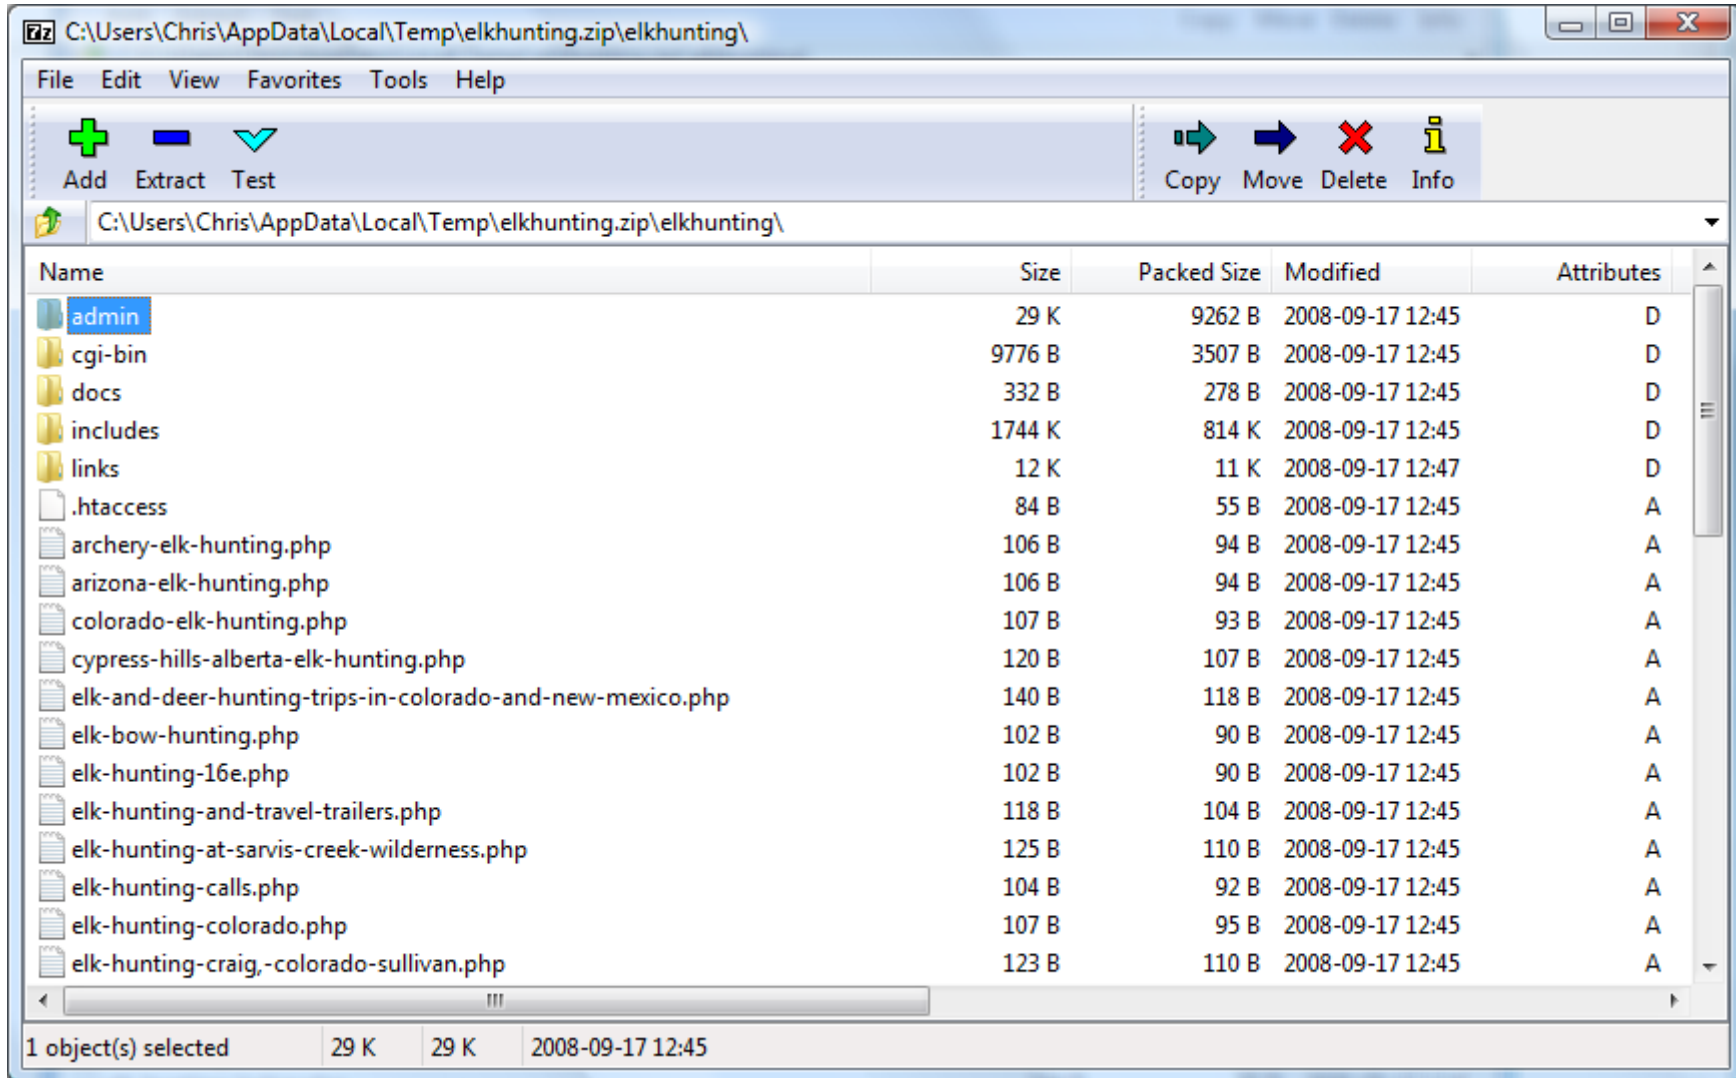 C:\Users\Chris\AppData\Local\Temp\elkhunting.zip\elkhunting\
File Edit View Favorites Tools Help
Add Extract Test Copy Move Delete Info
C:\Users\Chris\AppData\Local\Temp\elkhunting.zip\elkhunting\
Name Size Packed Size Modified Attributes
admin 29 K 9262 B 2008-09-17 12:45 D
cgi-bin 9776 B 3507 B 2008-09-17 12:45 D
docs 332 B 278 B 2008-09-17 12:45 D
includes 1744 K 814 K 2008-09-17 12:45 D
links 12 K 11 K 2008-09-17 12:47 D
.htaccess 84 B 55 B 2008-09-17 12:45 A
archery-elk-hunting.php 106 B 94 B 2008-09-17 12:45 A
arizona-elk-hunting.php 106 B 94 B 2008-09-17 12:45 A
colorado-elk-hunting.php 107 B 93 B 2008-09-17 12:45 A
cypress-hills-alberta-elk-hunting.php 120 B 107 B 2008-09-17 12:45 A
elk-and-deer-hunting-trips-in-colorado-and-new-mexico.php 140 B 118 B 2008-09-17 12:45 A
elk-bow-hunting.php 102 B 90 B 2008-09-17 12:45 A
elk-hunting-16e.php 102 B 90 B 2008-09-17 12:45 A
elk-hunting-and-travel-trailers.php 118 B 104 B 2008-09-17 12:45 A
elk-hunting-at-sarvis-creek-wilderness.php 125 B 110 B 2008-09-17 12:45 A
elk-hunting-calls.php 104 B 92 B 2008-09-17 12:45 A
elk-hunting-colorado.php 107 B 95 B 2008-09-17 12:45 A
elk-hunting-craig,-colorado-sullivan.php 123 B 110 B 2008-09-17 12:45 A
1 object(s) selected 29 K 29 K 2008-09-17 12:45